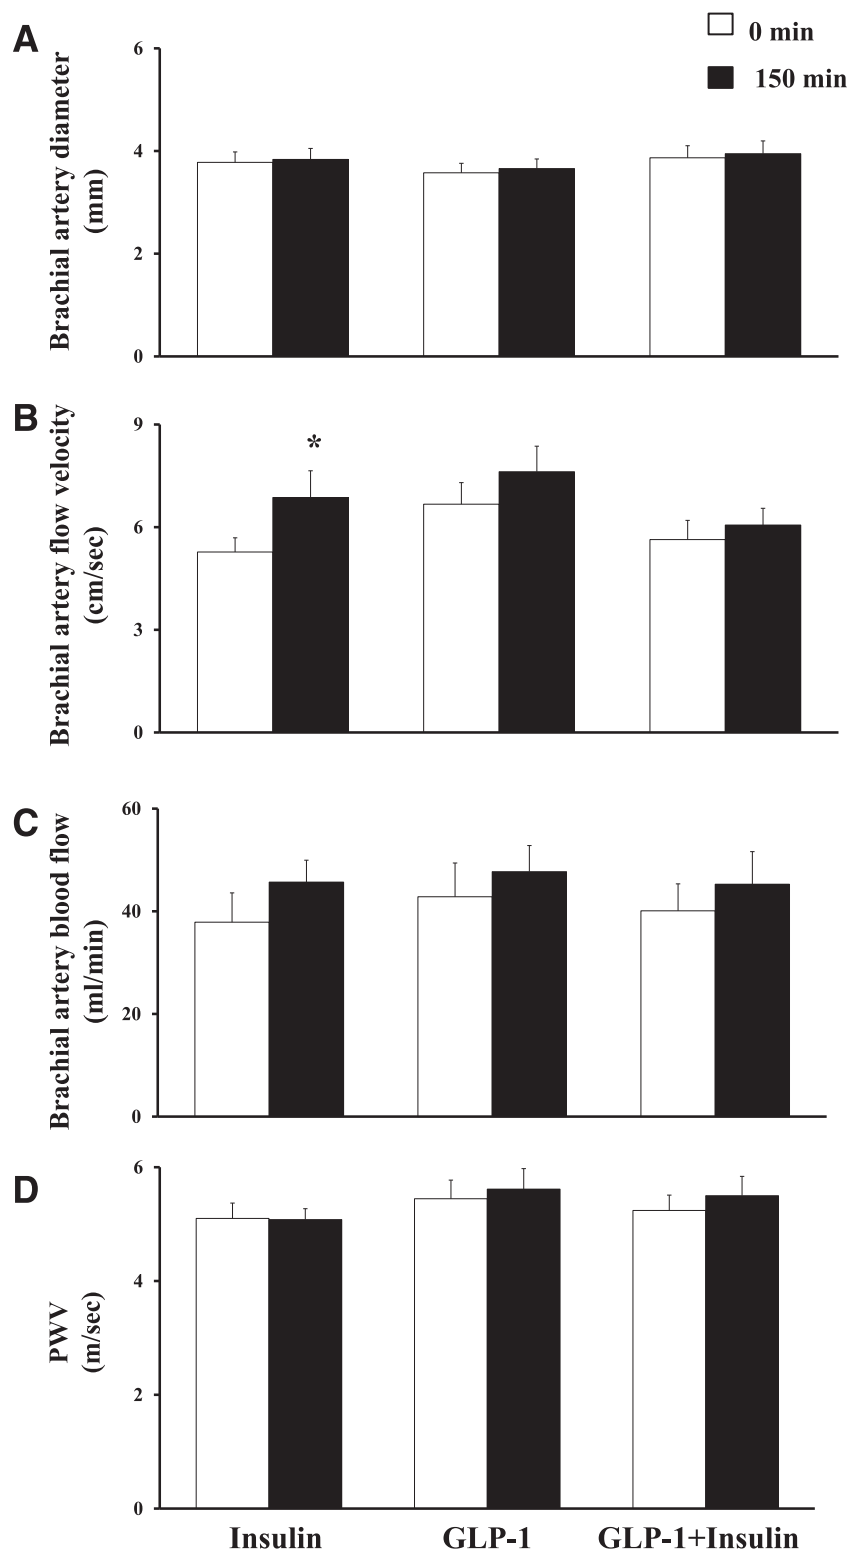 0 min
150 min
A
Brachial artery diameter
(mm)
6
4
2
0
B
Brachial artery flow velocity
(cm/sec)
9
*
6
3
0
C
Brachial artery blood flow
(ml/min)
60
40
20
0
D
PWV
(m/sec)
6
4
2
0
Insulin GLP-1 GLP-1+Insulin